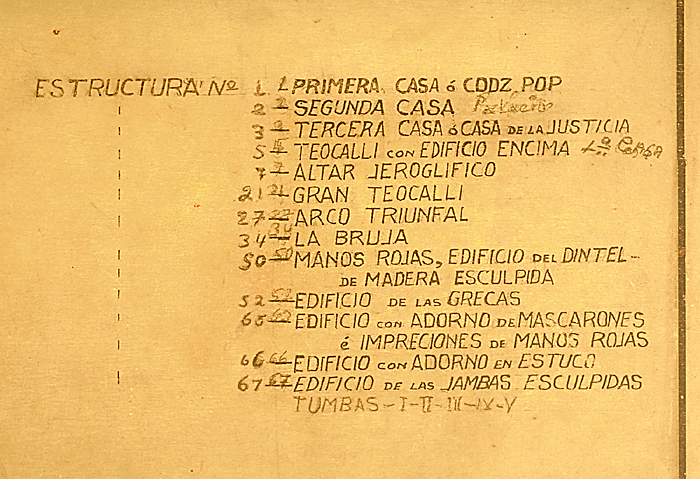 ESTRUCTURA Nº 1 1 PRIMERA CASA ó CODZ POP
2 2 SEGUNDA CASA
3 3 TERCERA CASA ó CASA DE LA JUSTICIA
5 5 TEOCALLI CON EDIFICIO ENCIMA
7 7 ALTAR JEROGLIFICO
21 21 GRAN TEOCALLI
27 27 ARCO TRIUNFAL
34 34 LA BRUJA
50 50 MANOS ROJAS, EDIFICIO DEL DINTEL-
DE MADERA ESCULPIDA
52 52 EDIFICIO DE LAS GRECAS
65 EDIFICIO CON ADORNO DE MASCARONES
é IMPRECIONES DE MANOS ROJAS
66 66 EDIFICIO CON ADORNO EN ESTUCO
67 67 EDIFICIO DE LAS JAMBAS ESCULPIDAS
TUMBAS-I-II-III-IX-V